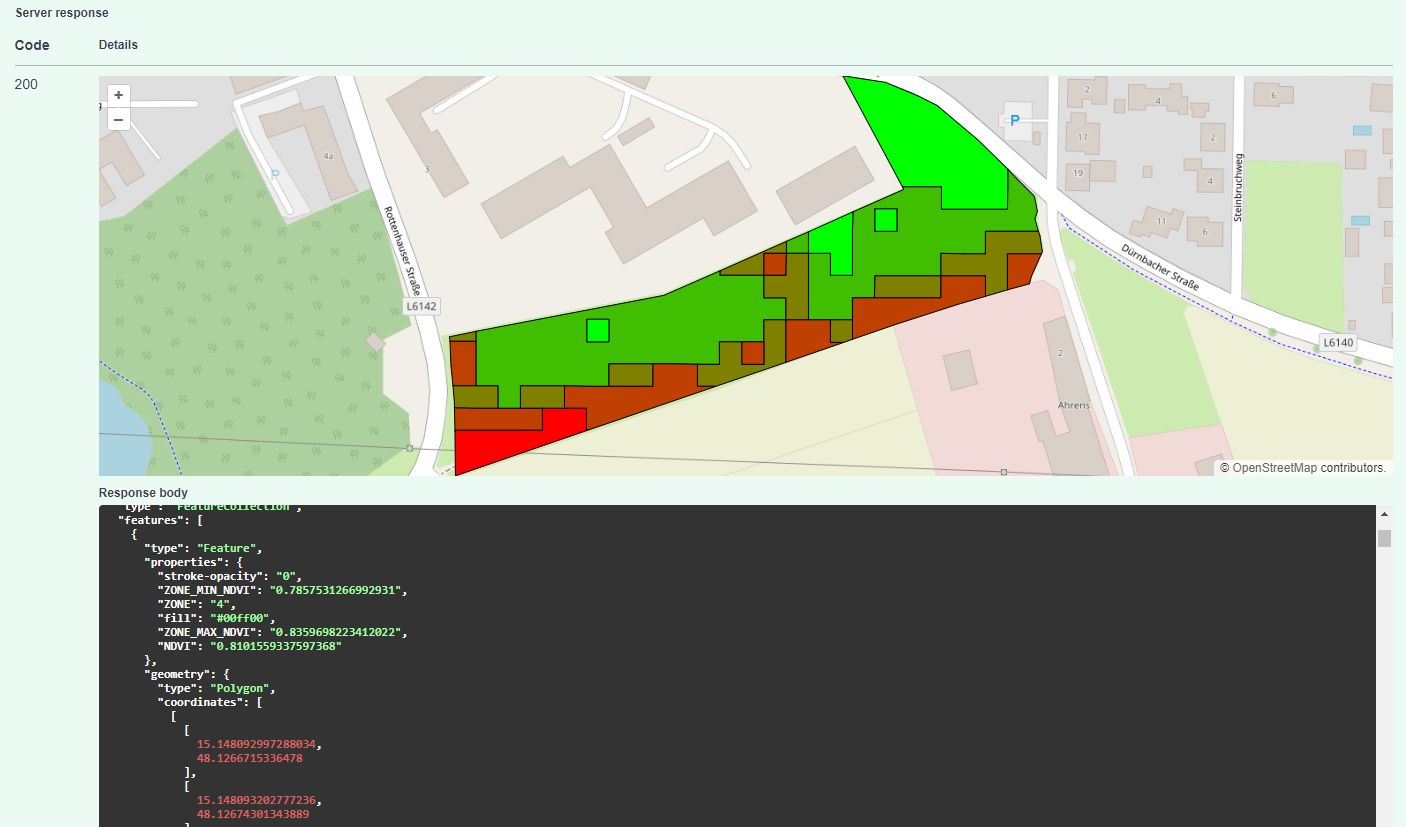 Server response
Code Details
200
+
−
g
4a
P
3
Rottenhauser Straße
L6142
P
2
4
6
17
2
19
4
11
6
Steinbruchweg
Dürnbacher Straße
L6140
2
Ahrens
© OpenStreetMap contributors.
Response body
"type": "FeatureCollection",
"features": [
{
"type": "Feature",
"properties": {
"stroke-opacity": "0",
"ZONE_MIN_NDVI": "0.7857531266992931",
"ZONE": "4",
"fill": "#00ff00",
"ZONE_MAX_NDVI": "0.8359698223412022",
"NDVI": "0.8101559337597368"
},
"geometry": {
"type": "Polygon",
"coordinates": [
[
[
15.148092997288034,
48.1266715336478
],
[
15.148093202777236,
48.12674301343889
]